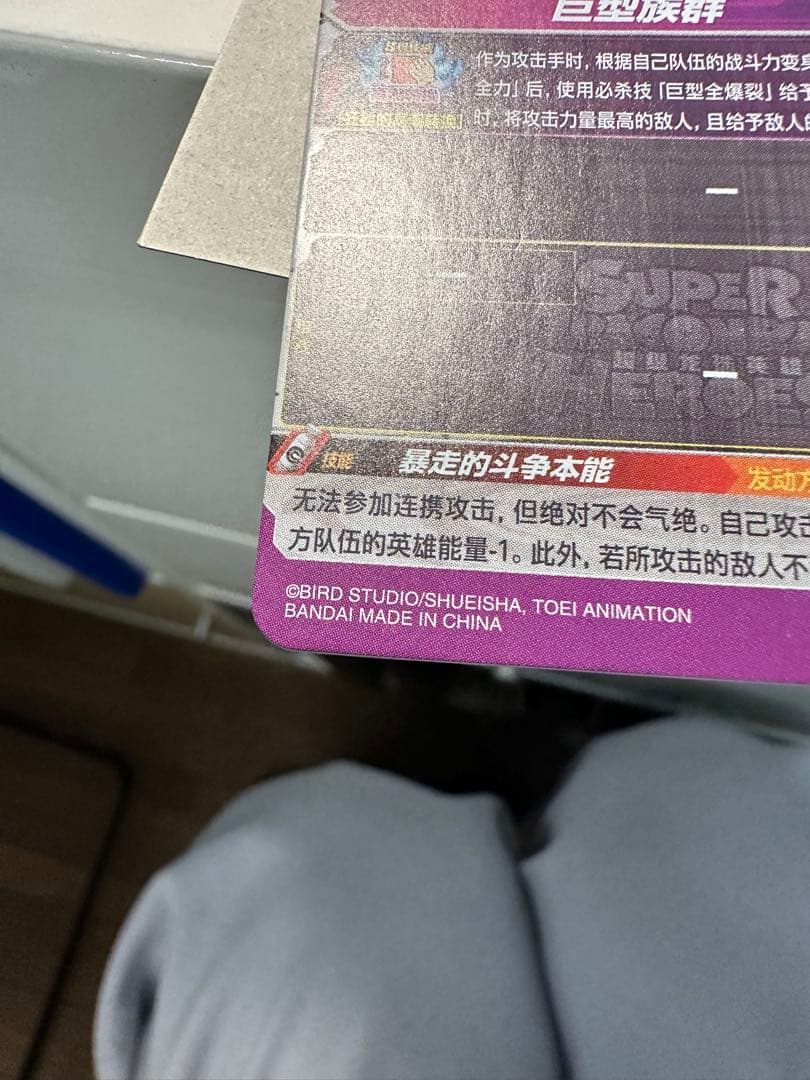 巨型族群
作为攻击手时，根据自己队伍的战斗力变身
全力」后，使用必杀技「巨型全爆裂」给予
时，将攻击力量最高的敌人，且给予敌人的
SUPER
HEROES
技能 暴走的斗争本能 发动方
无法参加连携攻击，但绝对不会气绝。自己攻击
方队伍的英雄能量-1。此外，若所攻击的敌人不
©BIRD STUDIO/SHUEISHA, TOEI ANIMATION
BANDAI MADE IN CHINA